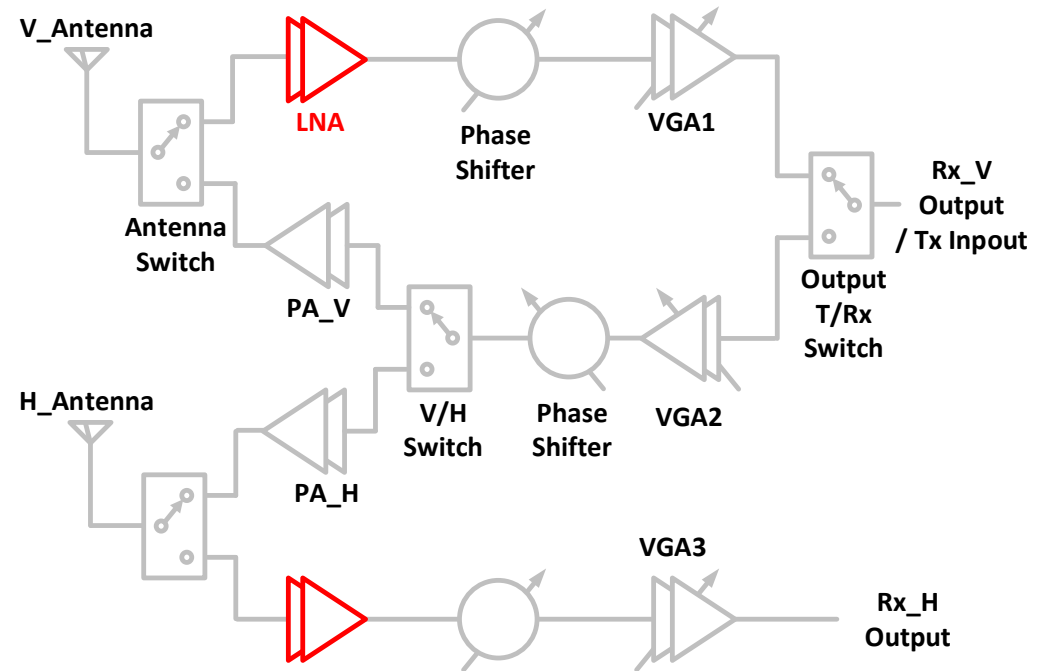 V_Antenna
LNA
Phase
Shifter
VGA1
Antenna
Switch
Rx_V
Output
/ Tx Inpout
Output
T/Rx
Switch
PA_V
V/H
Switch
Phase
Shifter
VGA2
H_Antenna
PA_H
VGA3
Rx_H
Output